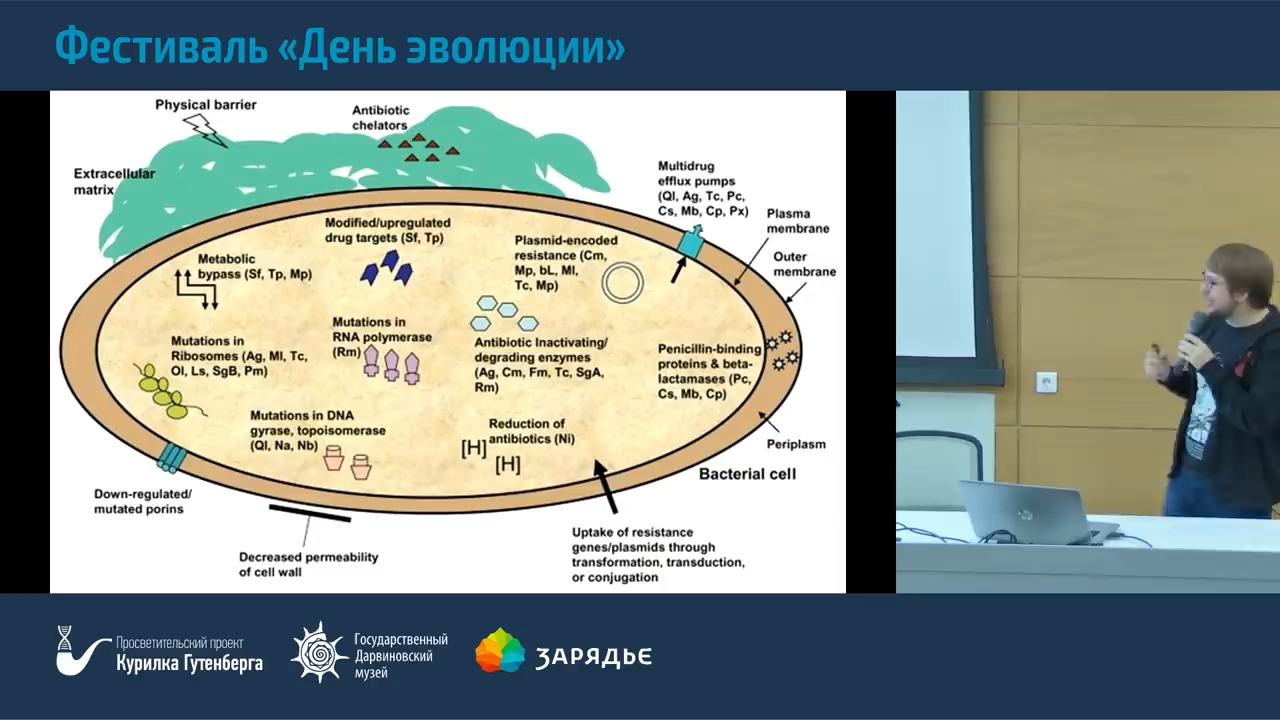 Фестиваль «День эволюции»
Physical barrier
Antibiotic
chelators
Extracellular
matrix
Multidrug
efflux pumps
(Ql, Ag, Tc, Pc,
Cs, Mb, Cp, Px)
Plasma
membrane
Outer
membrane
Modified/upregulated
drug targets (Sf, Tp)
Plasmid-encoded
resistance (Cm,
Mp, bL, Ml,
Tc, Mp)
Metabolic
bypass (Sf, Tp, Mp)
Mutations in
Ribosomes (Ag, Ml, Tc,
Ol, Ls, SgB, Pm)
Mutations in
RNA polymerase
(Rm)
Antibiotic Inactivating/
degrading enzymes
(Ag, Cm, Fm, Tc, SgA,
Rm)
Penicillin-binding
proteins & beta-
lactamases (Pc,
Cs, Mb, Cp)
Mutations in DNA
gyrase, topoisomerase
(Ql, Na, Nb)
Reduction of
antibiotics (Ni)
[H]
[H]
Periplasm
Bacterial cell
Down-regulated/
mutated porins
Decreased permeability
of cell wall
Uptake of resistance
genes/plasmids through
transformation, transduction,
or conjugation
Просветительский проект
Курилка Гутенберга
Государственный
Дарвиновский
музей
ЗАРЯДЬЕ